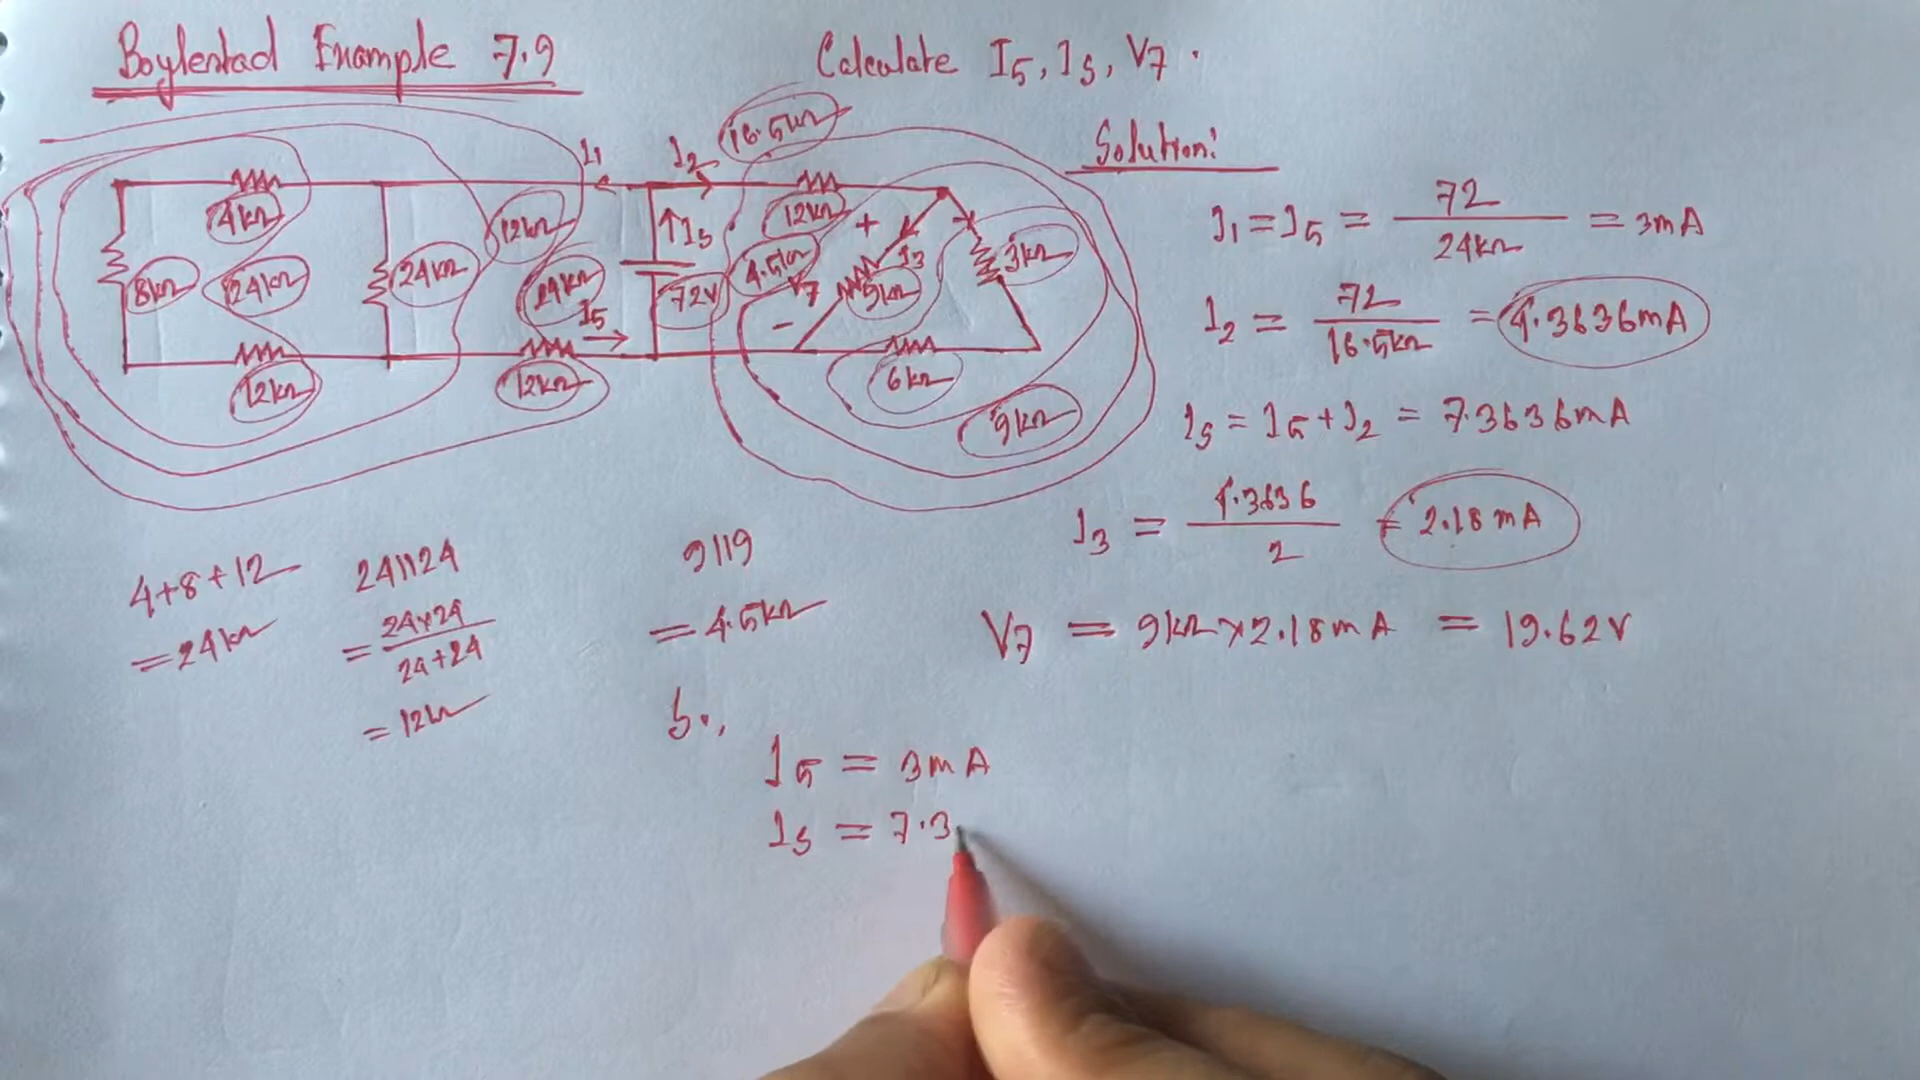 Boylestad Example 7.9
Calculate I5, Is, V7.
Solution:
I1 I2 16.5kΩ
4kΩ 12kΩ ↑Is 12kΩ +
8kΩ 24kΩ 24kΩ 24kΩ 72V 4.5kΩ V7 9kΩ I3 3kΩ
I5 → -
12kΩ 12kΩ 6kΩ
9kΩ
I1 = I5 = 72/24kΩ = 3mA
I2 = 72/16.5kΩ = 4.3636mA
Is = I5 + I2 = 7.3636mA
I3 = 4.3636/2 = 2.18mA
V7 = 9kΩ × 2.18mA = 19.62V
4+8+12
= 24kΩ
24||24
= 24×24/24+24
= 12kΩ
9||9
= 4.5kΩ
So,
I5 = 3mA
Is = 7.3